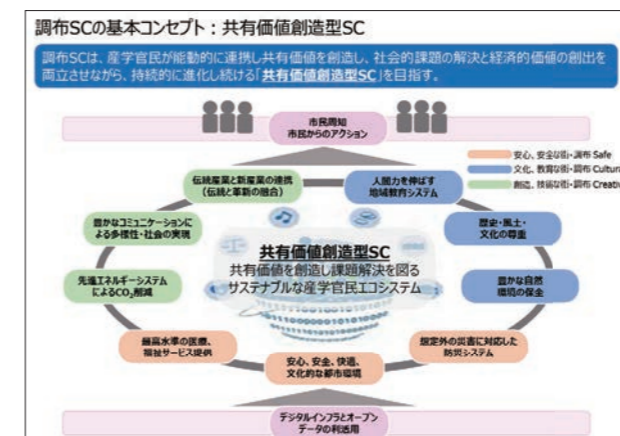 調布SCの基本コンセプト：共有価値創造型SC
調布SCは、産学官民が能動的に連携し共有価値を創造し、社会的課題の解決と経済的価値の創出を
両立させながら、持続的に進化し続ける「共有価値創造型SC」を目指す。
市民周知
市民からのアクション
安心、安全な街・調布 Safe
文化、教育な街・調布 Cultural
創造、技術な街・調布 Creative
伝統産業と新産業の連携
(伝統と革新の融合)
人間力を伸ばす
地域教育システム
豊かなコミュニケーションに
よる多様性・社会の実現
歴史・風土・
文化の尊重
共有価値創造型SC
共有価値を創造し課題解決を図る
サステナブルな産学官民エコシステム
先進エネルギーシステム
によるCO₂削減
豊かな自然
環境の保全
最高水準の医療、
福祉サービス提供
安心、安全、快適、
文化的な都市環境
想定外の災害に対応した
防災システム
デジタルインフラとオープン
データの利活用